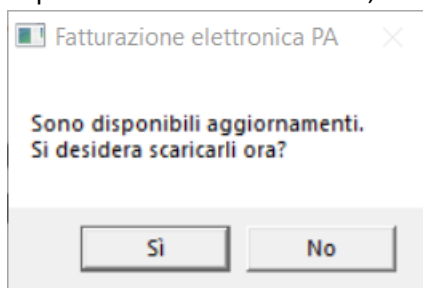 Fatturazione elettronica PA
Sono disponibili aggiornamenti.
Si desidera scaricarli ora?
Sì
No